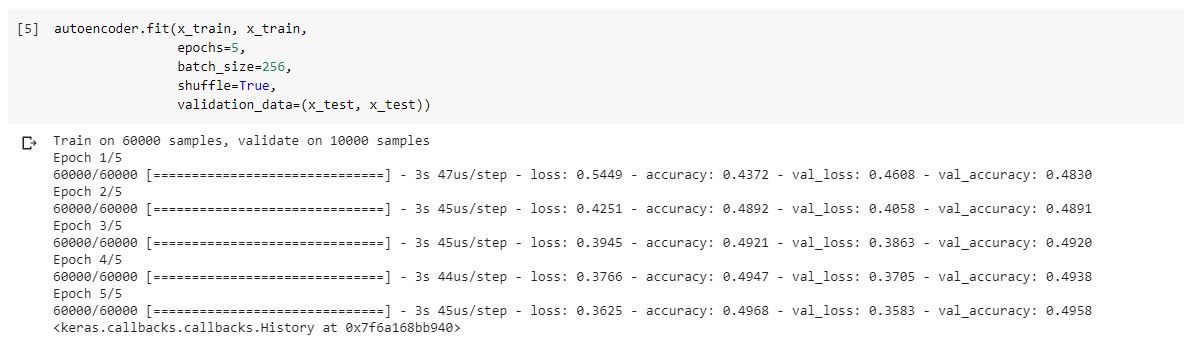 [5] autoencoder.fit(x_train, x_train,
epochs=5,
batch_size=256,
shuffle=True,
validation_data=(x_test, x_test))
Train on 60000 samples, validate on 10000 samples
Epoch 1/5
60000/60000 [==============================] - 3s 47us/step - loss: 0.5449 - accuracy: 0.4372 - val_loss: 0.4608 - val_accuracy: 0.4830
Epoch 2/5
60000/60000 [==============================] - 3s 45us/step - loss: 0.4251 - accuracy: 0.4892 - val_loss: 0.4058 - val_accuracy: 0.4891
Epoch 3/5
60000/60000 [==============================] - 3s 45us/step - loss: 0.3945 - accuracy: 0.4921 - val_loss: 0.3863 - val_accuracy: 0.4920
Epoch 4/5
60000/60000 [==============================] - 3s 44us/step - loss: 0.3766 - accuracy: 0.4947 - val_loss: 0.3705 - val_accuracy: 0.4938
Epoch 5/5
60000/60000 [==============================] - 3s 45us/step - loss: 0.3625 - accuracy: 0.4968 - val_loss: 0.3583 - val_accuracy: 0.4958
<keras.callbacks.callbacks.History at 0x7f6a168bb940>